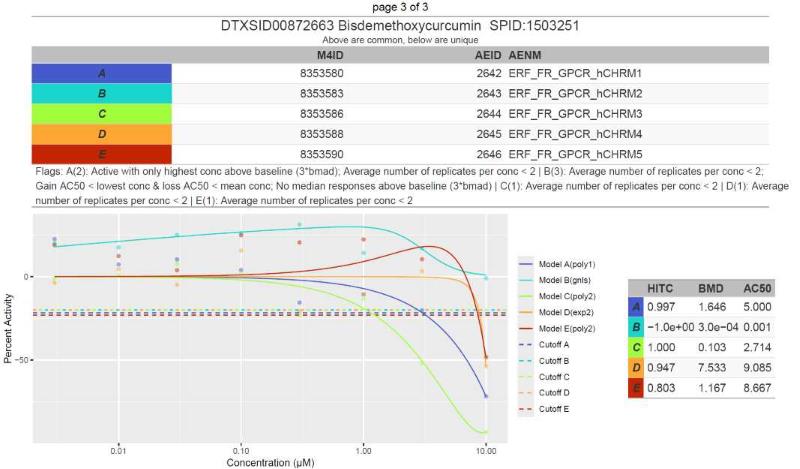 page 3 of 3
DTXSID00872663 Bisdemethoxycurcumin SPID:1503251
Above are common, below are unique
M4ID AEID AENM
A 8353580 2642 ERF_FR_GPCR_hCHRM1
B 8353583 2643 ERF_FR_GPCR_hCHRM2
C 8353586 2644 ERF_FR_GPCR_hCHRM3
D 8353588 2645 ERF_FR_GPCR_hCHRM4
E 8353590 2646 ERF_FR_GPCR_hCHRM5
Flags: A(2): Active with only highest conc above baseline (3*bmad); Average number of replicates per conc < 2 | B(3): Average number of replicates per conc < 2;
Gain AC50 < lowest conc & loss AC50 < mean conc; No median responses above baseline (3*bmad) | C(1): Average number of replicates per conc < 2 | D(1): Average
number of replicates per conc < 2 | E(1): Average number of replicates per conc < 2
Percent Activity
0
−50
0.01 0.10 1.00 10.00
Concentration (µM)
Model A(poly1)
Model B(gnls)
Model C(poly2)
Model D(exp2)
Model E(poly2)
Cutoff A
Cutoff B
Cutoff C
Cutoff D
Cutoff E
HITC BMD AC50
A 0.997 1.646 5.000
B −1.0e+00 3.0e−04 0.001
C 1.000 0.103 2.714
D 0.947 7.533 9.085
E 0.803 1.167 8.667